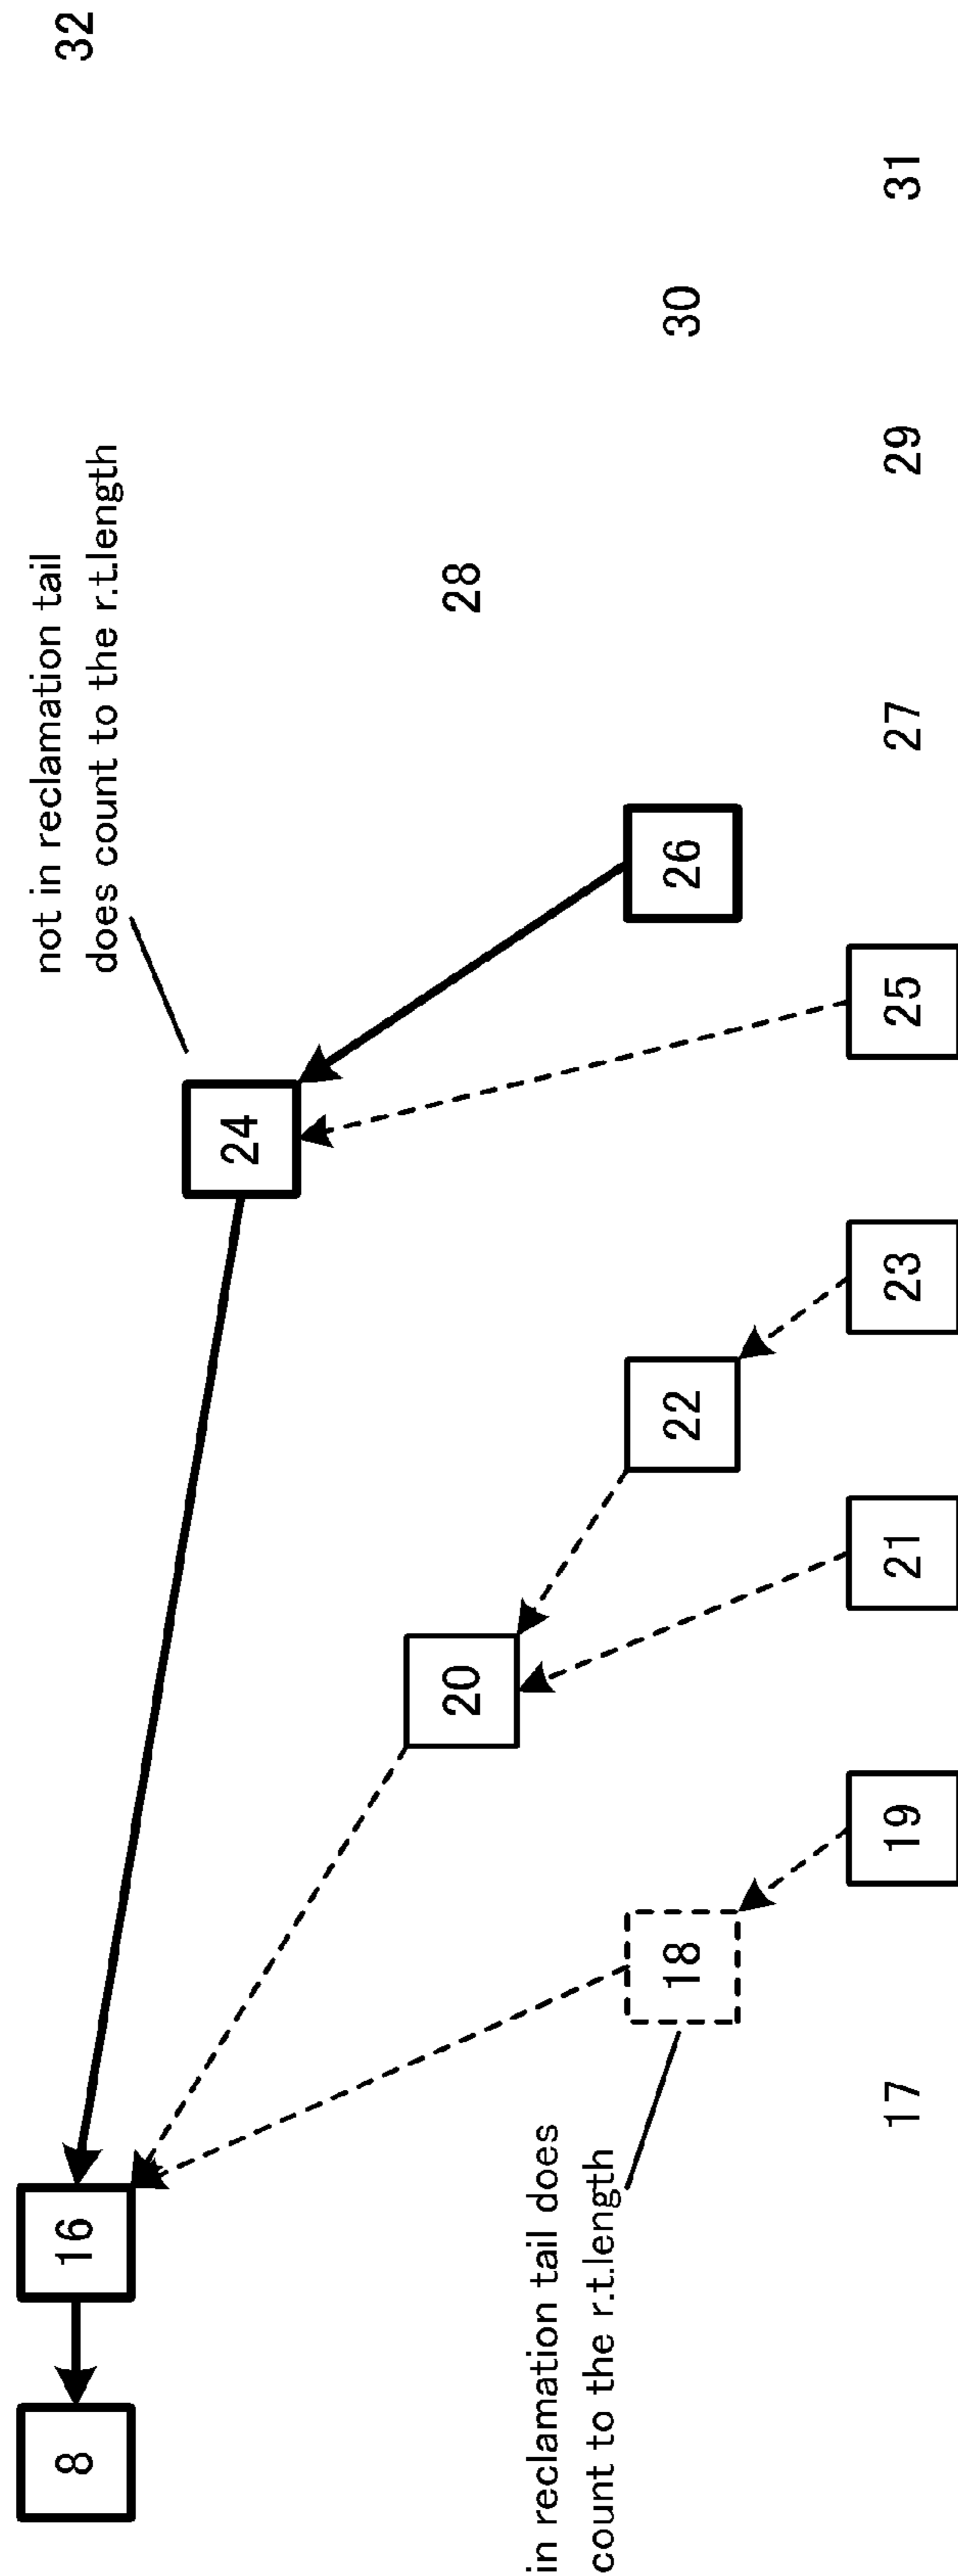 not in reclamation tail
does count to the r.t.length
8 16 32
24
20 28
in reclamation tail does
count to the r.t.length
18 22 26 30
17 19 21 23 25 27 29 31